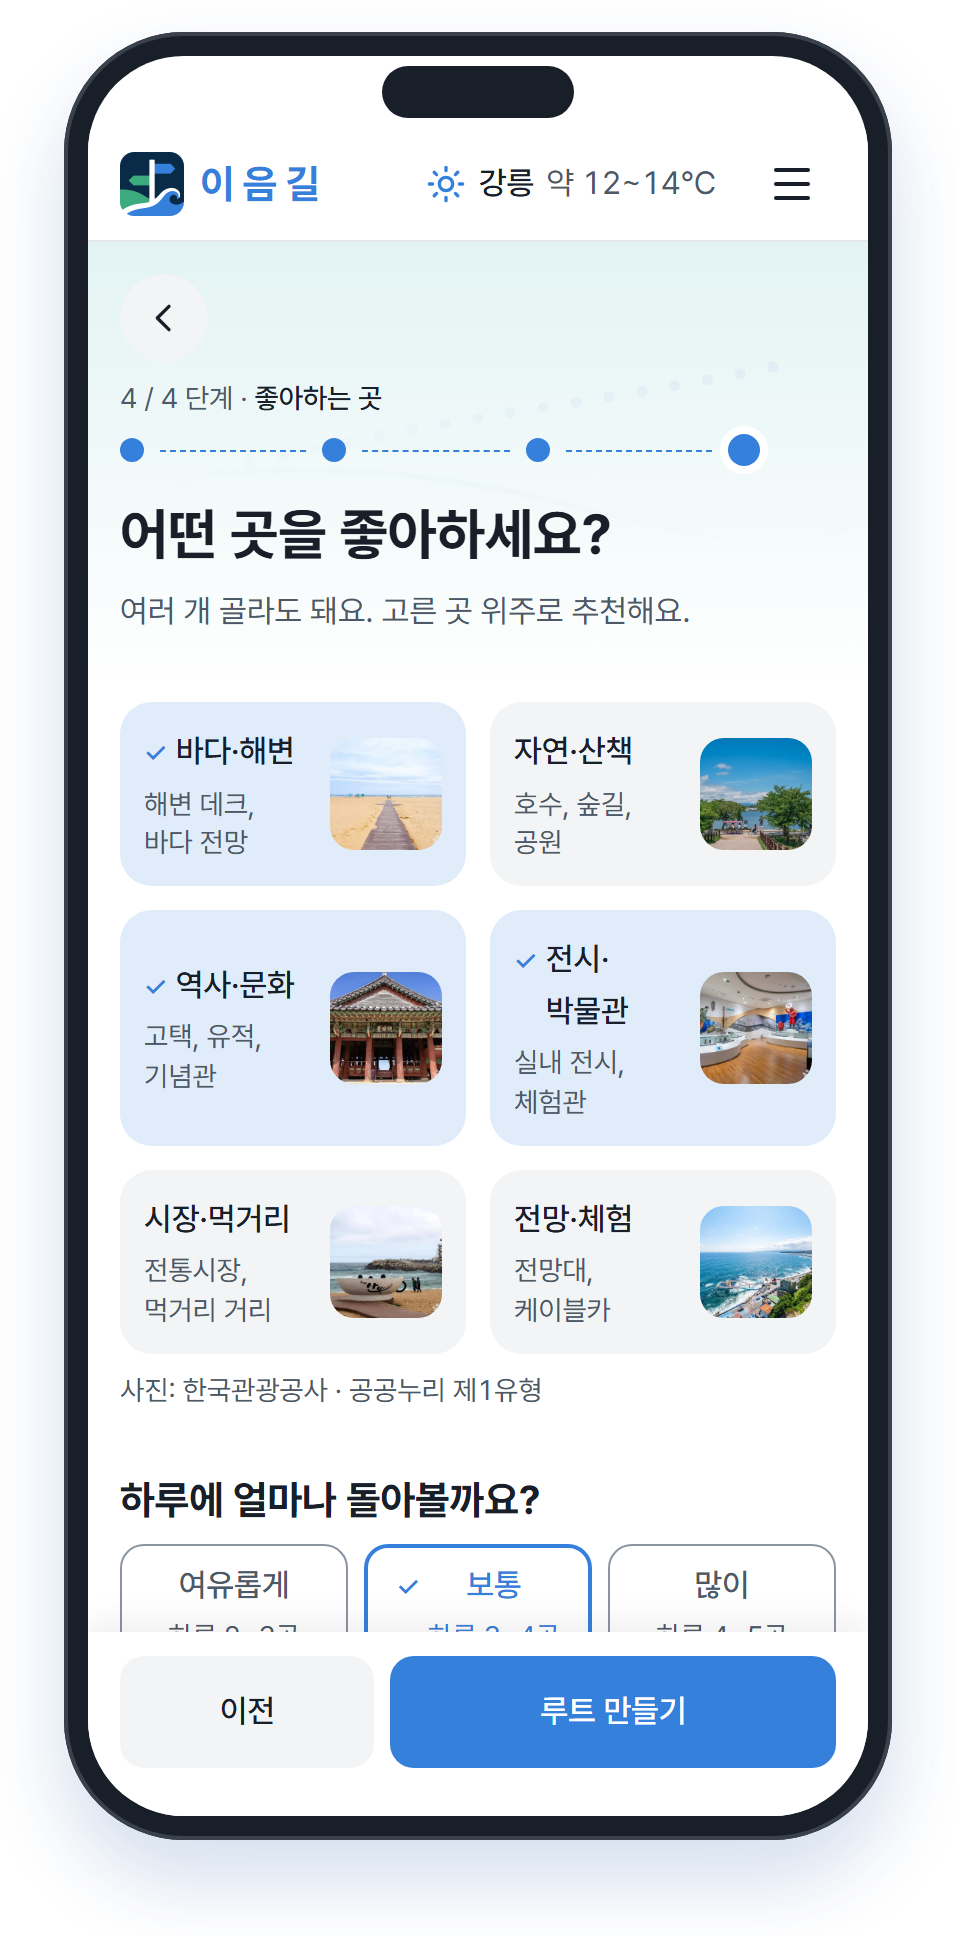 이음길
강릉 약 12~14°C
4 / 4 단계 · 좋아하는 곳
어떤 곳을 좋아하세요?
여러 개 골라도 돼요. 고른 곳 위주로 추천해요.
바다·해변
해변 데크,
바다 전망
자연·산책
호수, 숲길,
공원
역사·문화
고택, 유적,
기념관
전시·
박물관
실내 전시,
체험관
시장·먹거리
전통시장,
먹거리 거리
전망·체험
전망대,
케이블카
사진: 한국관광공사 · 공공누리 제1유형
하루에 얼마나 돌아볼까요?
여유롭게
보통
많이
이전
루트 만들기